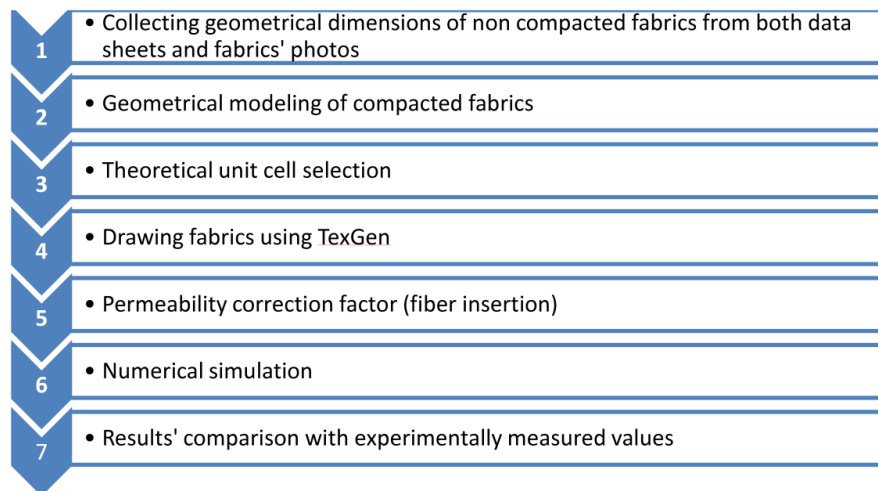 1
• Collecting geometrical dimensions of non compacted fabrics from both data
sheets and fabrics' photos
2
• Geometrical modeling of compacted fabrics
3
• Theoretical unit cell selection
4
• Drawing fabrics using TexGen
5
• Permeability correction factor (fiber insertion)
6
• Numerical simulation
7
• Results' comparison with experimentally measured values